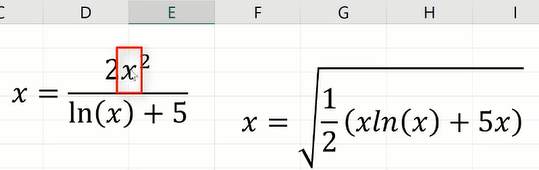 C D E F G H I
x = 2x² / ln(x) + 5
x = √(1/2 (xln(x) + 5x))